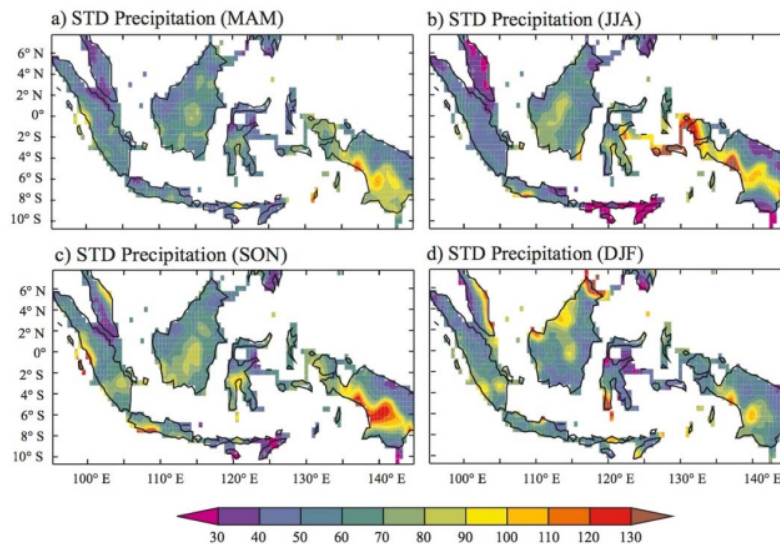 a) STD Precipitation (MAM)
b) STD Precipitation (JJA)
6° N
4° N
2° N
0°
2° S
4° S
6° S
8° S
10° S
c) STD Precipitation (SON)
d) STD Precipitation (DJF)
6° N
4° N
2° N
0°
2° S
4° S
6° S
8° S
10° S
100° E 110° E 120° E 130° E 140° E 100° E 110° E 120° E 130° E 140° E
30 40 50 60 70 80 90 100 110 120 130